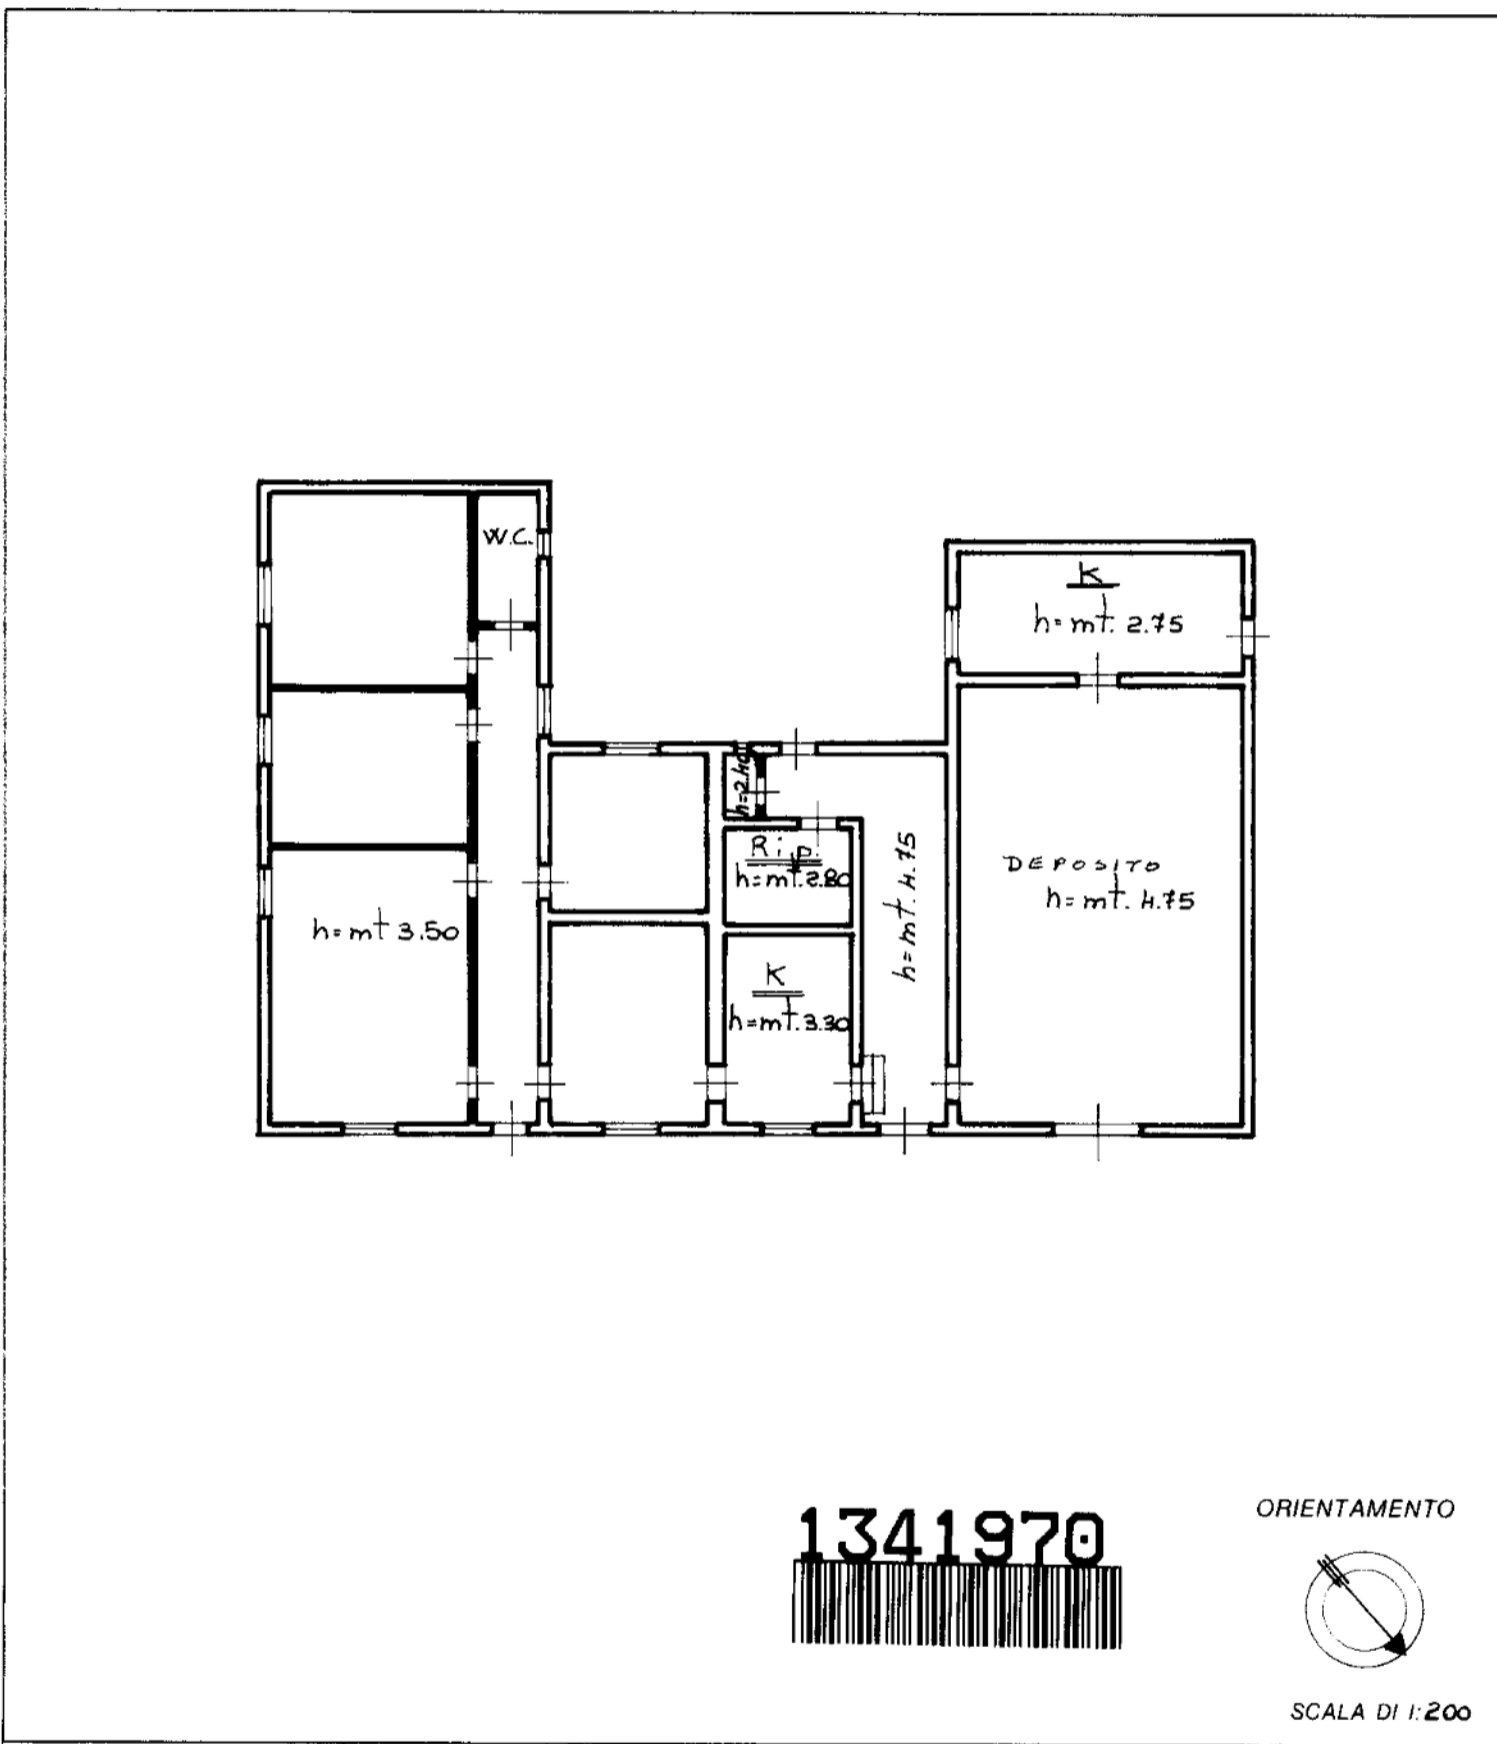 W.C.
K
h=mt. 2.75
h=2.40
Rip.
h=mt.2.80
h=mt. 4.75
DEPOSITO
h=mt. 4.75
h=mt 3.50
K
h=mt.3.30
1341970
ORIENTAMENTO
SCALA DI 1:200